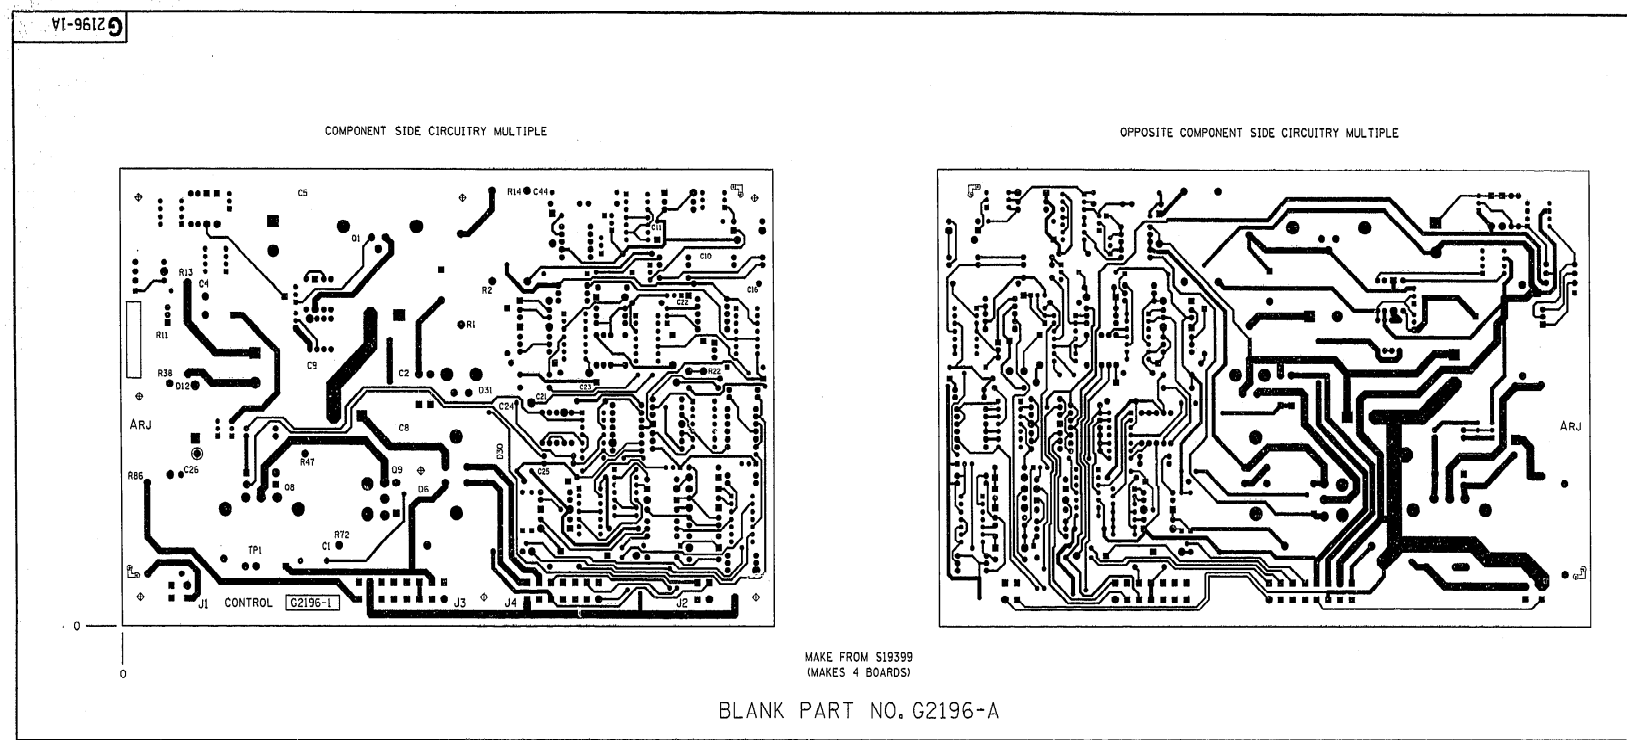 G2196-1A
COMPONENT SIDE CIRCUITRY MULTIPLE
OPPOSITE COMPONENT SIDE CIRCUITRY MULTIPLE
C5
R14
C44
Q1
C11
C10
R13
C4
R2
C16
C22
R11
R1
C9
R38
D12
C2
D31
C23
R22
C21
C24
ARJ
ARJ
C8
D30
R47
R86
C26
Q8
Q9
D6
C25
R72
C1
TP1
J1
CONTROL
G2196-1
J3
J4
J2
0
0
MAKE FROM S19399
(MAKES 4 BOARDS)
BLANK PART NO. G2196-A